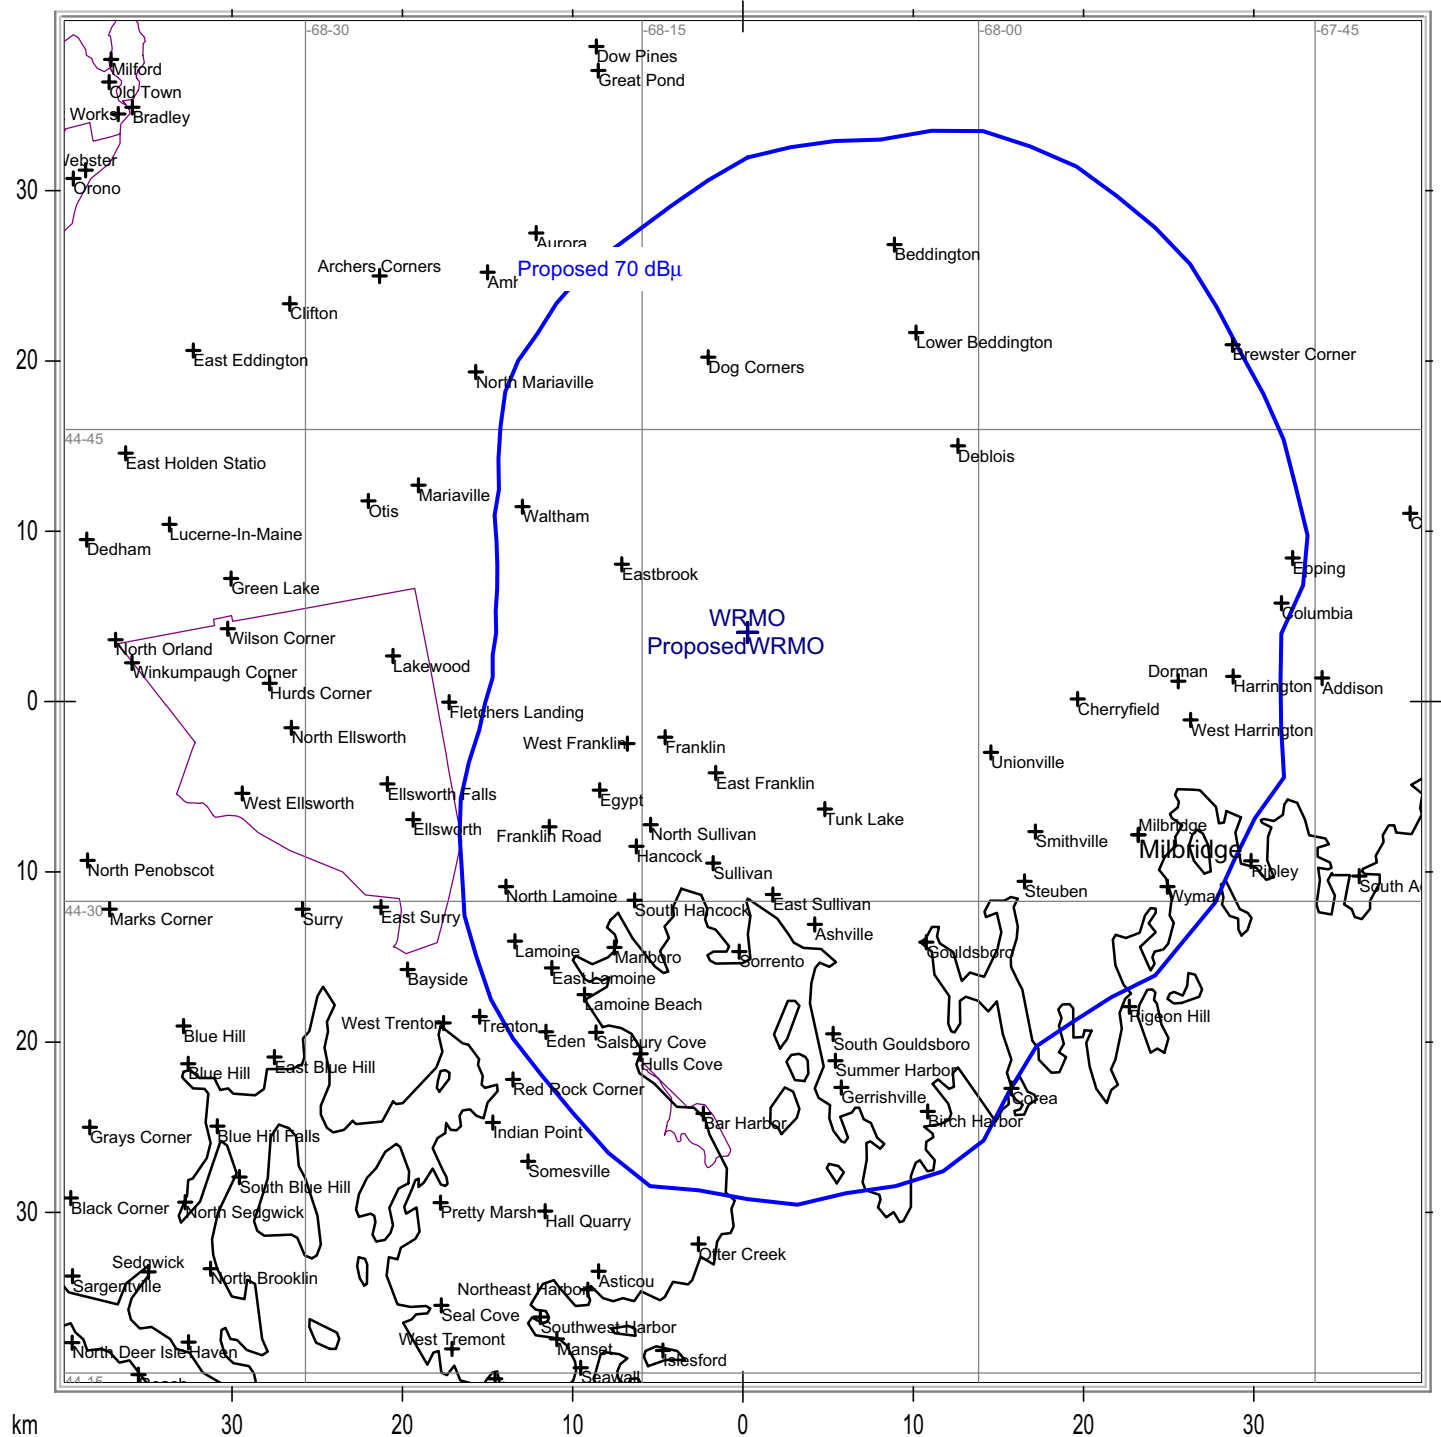 -68-30
-68-15
-68-00
-67-45
Dow Pines
Milford
Great Pond
Old Town
Works
Bradley
Webster
Orono
30
Aurora
Beddington
Archers Corners
Proposed 70 dBµ
Clifton
Lower Beddington
East Eddington
Brewster Corner
20
Dog Corners
North Mariaville
44-45
Deblois
East Holden Statio
Mariaville
Otis
Waltham
Lucerne-In-Maine
10
Dedham
Epping
Eastbrook
Green Lake
Columbia
WRMO
Wilson Corner
ProposedWRMO
North Orland
Lakewood
Winkumpaugh Corner
Dorman
Harrington
Addison
Hurds Corner
0
Cherryfield
Fletchers Landing
West Harrington
North Ellsworth
West Franklin
Franklin
Unionville
East Franklin
Ellsworth Falls
West Ellsworth
Egypt
Tunk Lake
Milbridge
Ellsworth
Franklin Road
North Sullivan
Smithville
Milbridge
Hancock
10
North Penobscot
Sullivan
Ripley
South A
Steuben
North Lamoine
Wyma
East Sullivan
44-30
Marks Corner
Surry
East Surry
South Hancock
Ashville
Lamoine
Marlboro
Sorrento
Gouldsboro
Bayside
East Lamoine
Lamoine Beach
Pigeon Hill
West Trenton
Trenton
Blue Hill
Eden
Salsbury Cove
20
South Gouldsboro
Blue Hill
East Blue Hill
Hulls Cove
Summer Harbor
Red Rock Corner
Gerrishville
Corea
Bar Harbor
Birch Harbor
Grays Corner
Blue Hill Falls
Indian Point
Somesville
South Blue Hill
Black Corner
North Sedgwick
Pretty Marsh
30
Hall Quarry
Otter Creek
Sedgwick
North Brooklin
Sargentville
Northeast Harbor
Asticou
Seal Cove
Southwest Harbor
West Tremont
North Deer Isle
Haven
Manset
Islesford
Seawall
44-15
km
30
20
10
0
10
20
30